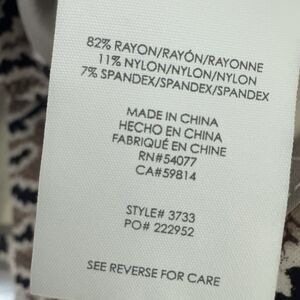 82% RAYON/RAYÓN/RAYONNE
11% NYLON/NYLON/NYLON
7% SPANDEX/SPANDEX/SPANDEX
MADE IN CHINA
HECHO EN CHINA
FABRIQUÉ EN CHINE
RN#54077
CA#59814
STYLE# 3733
PO# 222952
SEE REVERSE FOR CARE